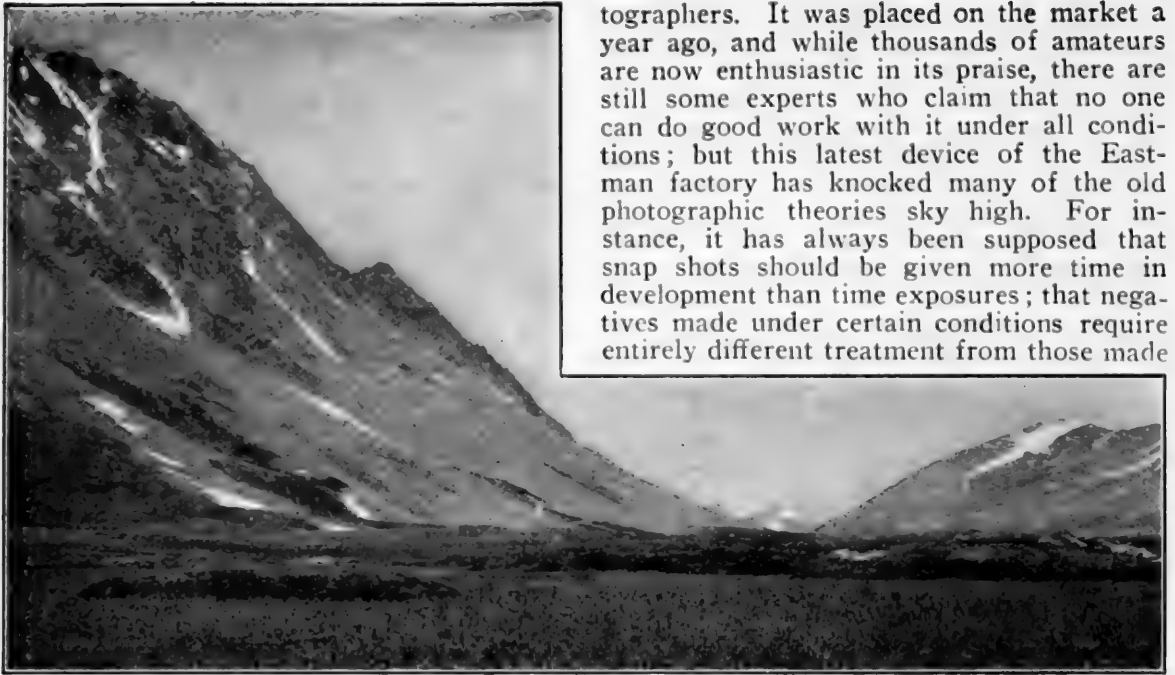 tographers. It was placed on the market a
year ago, and while thousands of amateurs
are now enthusiastic in its praise, there are
still some experts who claim that no one
can do good work with it under all condi-
tions; but this latest device of the East-
man factory has knocked many of the old
photographic theories sky high. For in-
stance, it has always been supposed that
snap shots should be given more time in
development than time exposures; that nega-
tives made under certain conditions require
entirely different treatment from those made